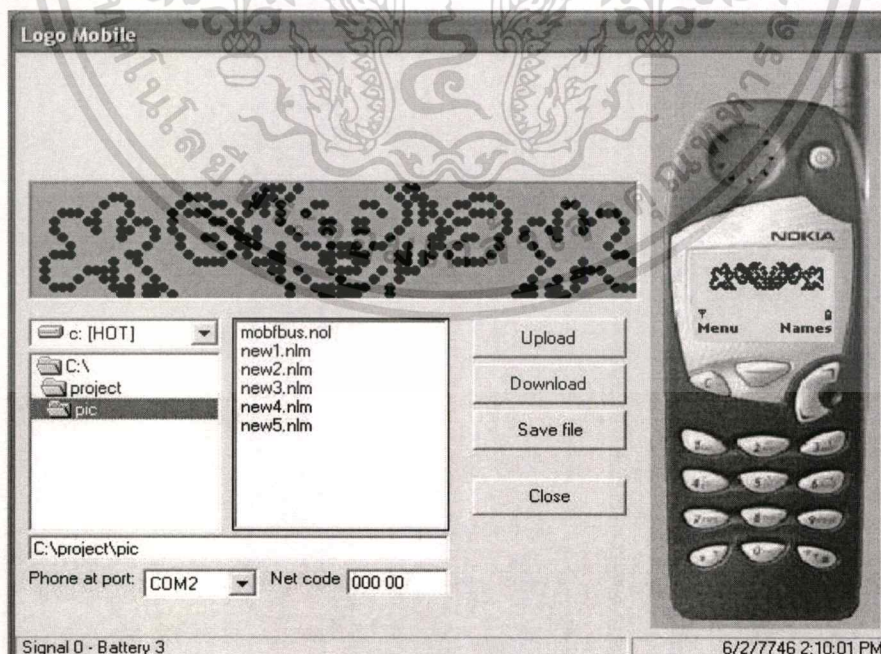 Logo Mobile
c: [HOT]
C:\
project
pic
mobfbus.nol
new1.nlm
new2.nlm
new3.nlm
new4.nlm
new5.nlm
Upload
Download
Save file
Close
C:\project\pic
Phone at port: COM2 Net code 000 00
Signal 0 - Battery 3
6/2/7746 2:10:01 PM
NOKIA
Menu Names
C